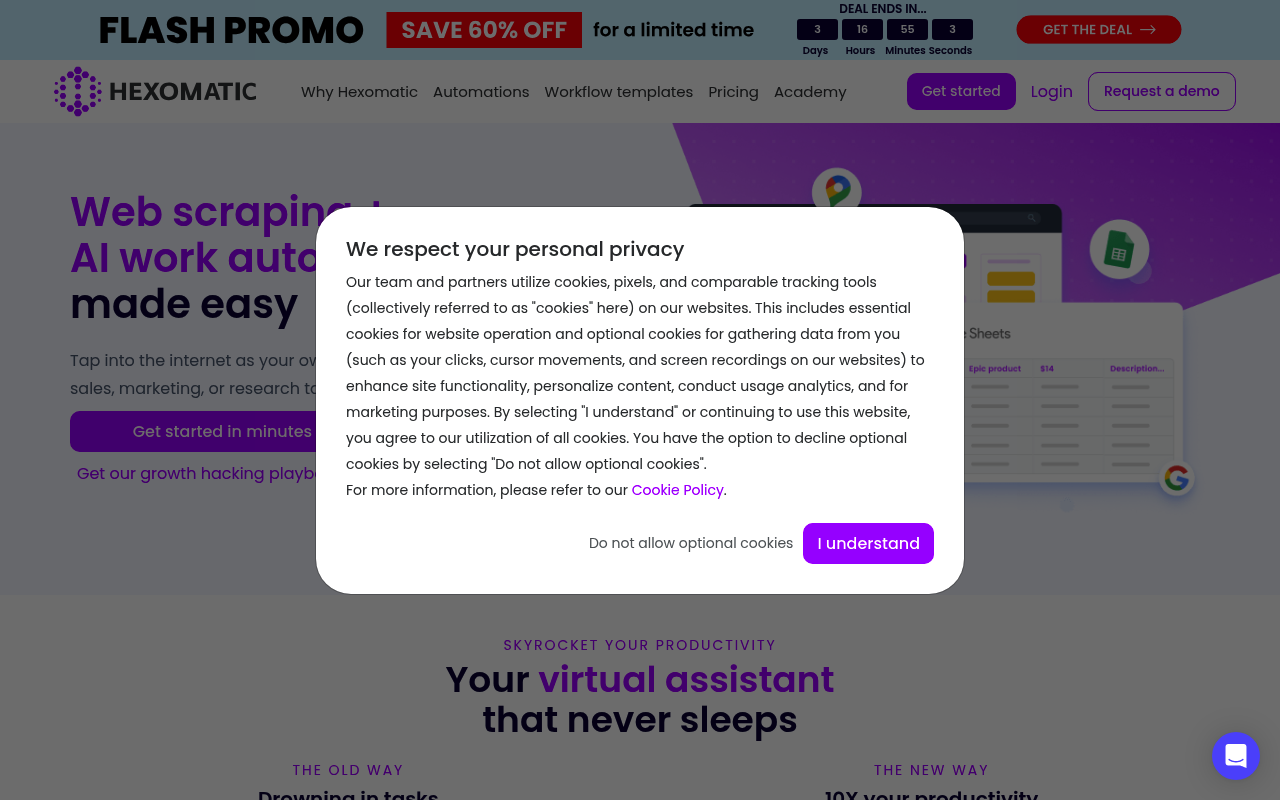 FLASH PROMO
SAVE 60% OFF
for a limited time
DEAL ENDS IN...
3 16 55 3
Days Hours Minutes Seconds
GET THE DEAL
HEXOMATIC
Why Hexomatic Automations Workflow templates Pricing Academy
Get started
Login
Request a demo
Web scraping +
AI work auto
made easy
Tap into the internet as your ow
sales, marketing, or research ta
Get started in minutes
Get our growth hacking playbo
We respect your personal privacy
Our team and partners utilize cookies, pixels, and comparable tracking tools
(collectively referred to as "cookies" here) on our websites. This includes essential
cookies for website operation and optional cookies for gathering data from you
(such as your clicks, cursor movements, and screen recordings on our websites) to
enhance site functionality, personalize content, conduct usage analytics, and for
marketing purposes. By selecting "I understand" or continuing to use this website,
you agree to our utilization of all cookies. You have the option to decline optional
cookies by selecting "Do not allow optional cookies".
For more information, please refer to our Cookie Policy.
Do not allow optional cookies
I understand
Sheets
Epic product $14 Description...
SKYROCKET YOUR PRODUCTIVITY
Your virtual assistant
that never sleeps
THE OLD WAY
Drowning in tasks
THE NEW WAY
10X your productivity